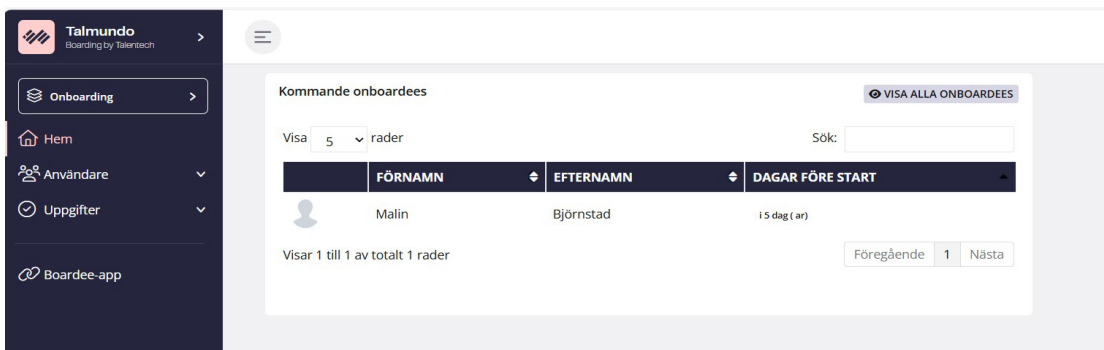 Talmundo
Boarding by Talentech
Onboarding
Hem
Användare
Uppgifter
Boardee-app
Kommande onboardees
VISA ALLA ONBOARDEES
Visa 5 rader
Sök:
FÖRNAMN EFTERNAMN DAGAR FÖRE START
Malin Björnstad i 5 dag ( ar)
Visar 1 till 1 av totalt 1 rader
Föregående 1 Nästa